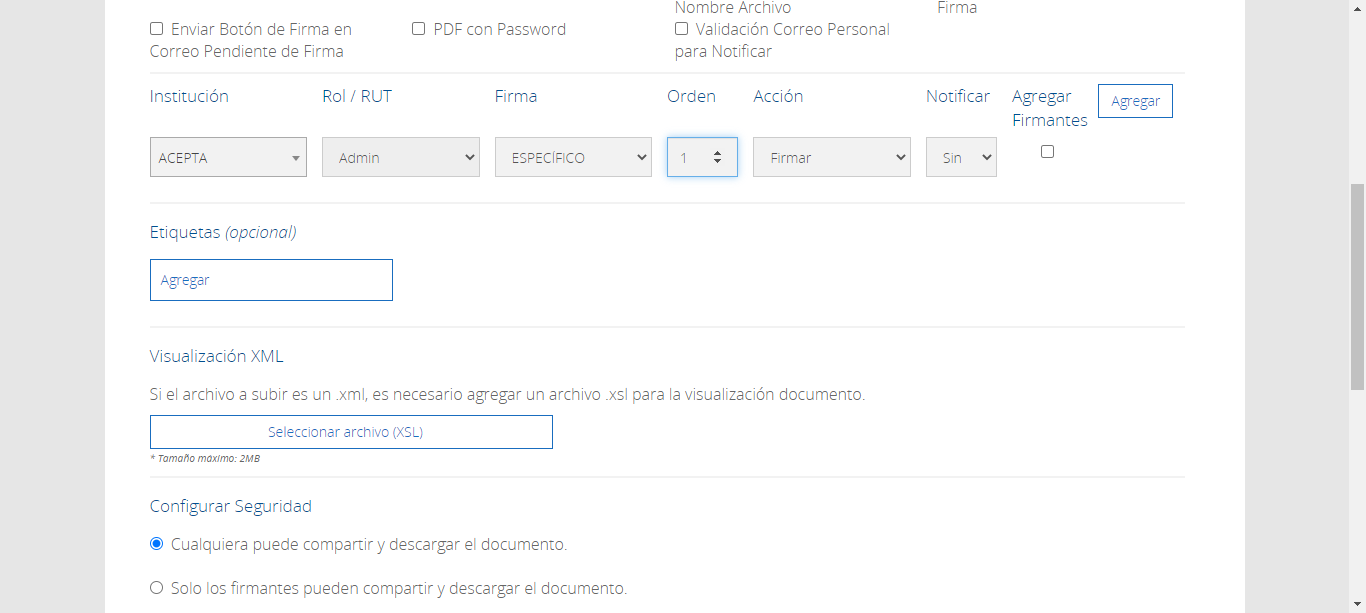 Nombre Archivo
Firma
Enviar Botón de Firma en
Correo Pendiente de Firma
PDF con Password
Validación Correo Personal
para Notificar
Institución
Rol / RUT
Firma
Orden
Acción
Notificar
Agregar
Firmantes
Agregar
ACEPTA
Admin
ESPECÍFICO
1
Firmar
Sin
Etiquetas (opcional)
Agregar
Visualización XML
Si el archivo a subir es un .xml, es necesario agregar un archivo .xsl para la visualización documento.
Seleccionar archivo (XSL)
* Tamaño máximo: 2MB
Configurar Seguridad
Cualquiera puede compartir y descargar el documento.
Solo los firmantes pueden compartir y descargar el documento.